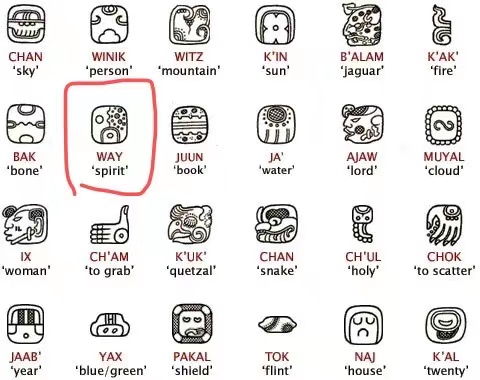 CHAN WINIK WITZ K'IN B'ALAM K'AK'
'sky' 'person' 'mountain' 'sun' 'jaguar' 'fire'
BAK WAY JUUN JA' AJAW MUYAL
'bone' 'spirit' 'book' 'water' 'lord' 'cloud'
IX CH'AM K'UK' CHAN CH'UL CHOK
'woman' 'to grab' 'quetzal' 'snake' 'holy' 'to scatter'
JAAB' YAX PAKAL TOK NAJ K'AL
'year' 'blue/green' 'shield' 'flint' 'house' 'twenty'